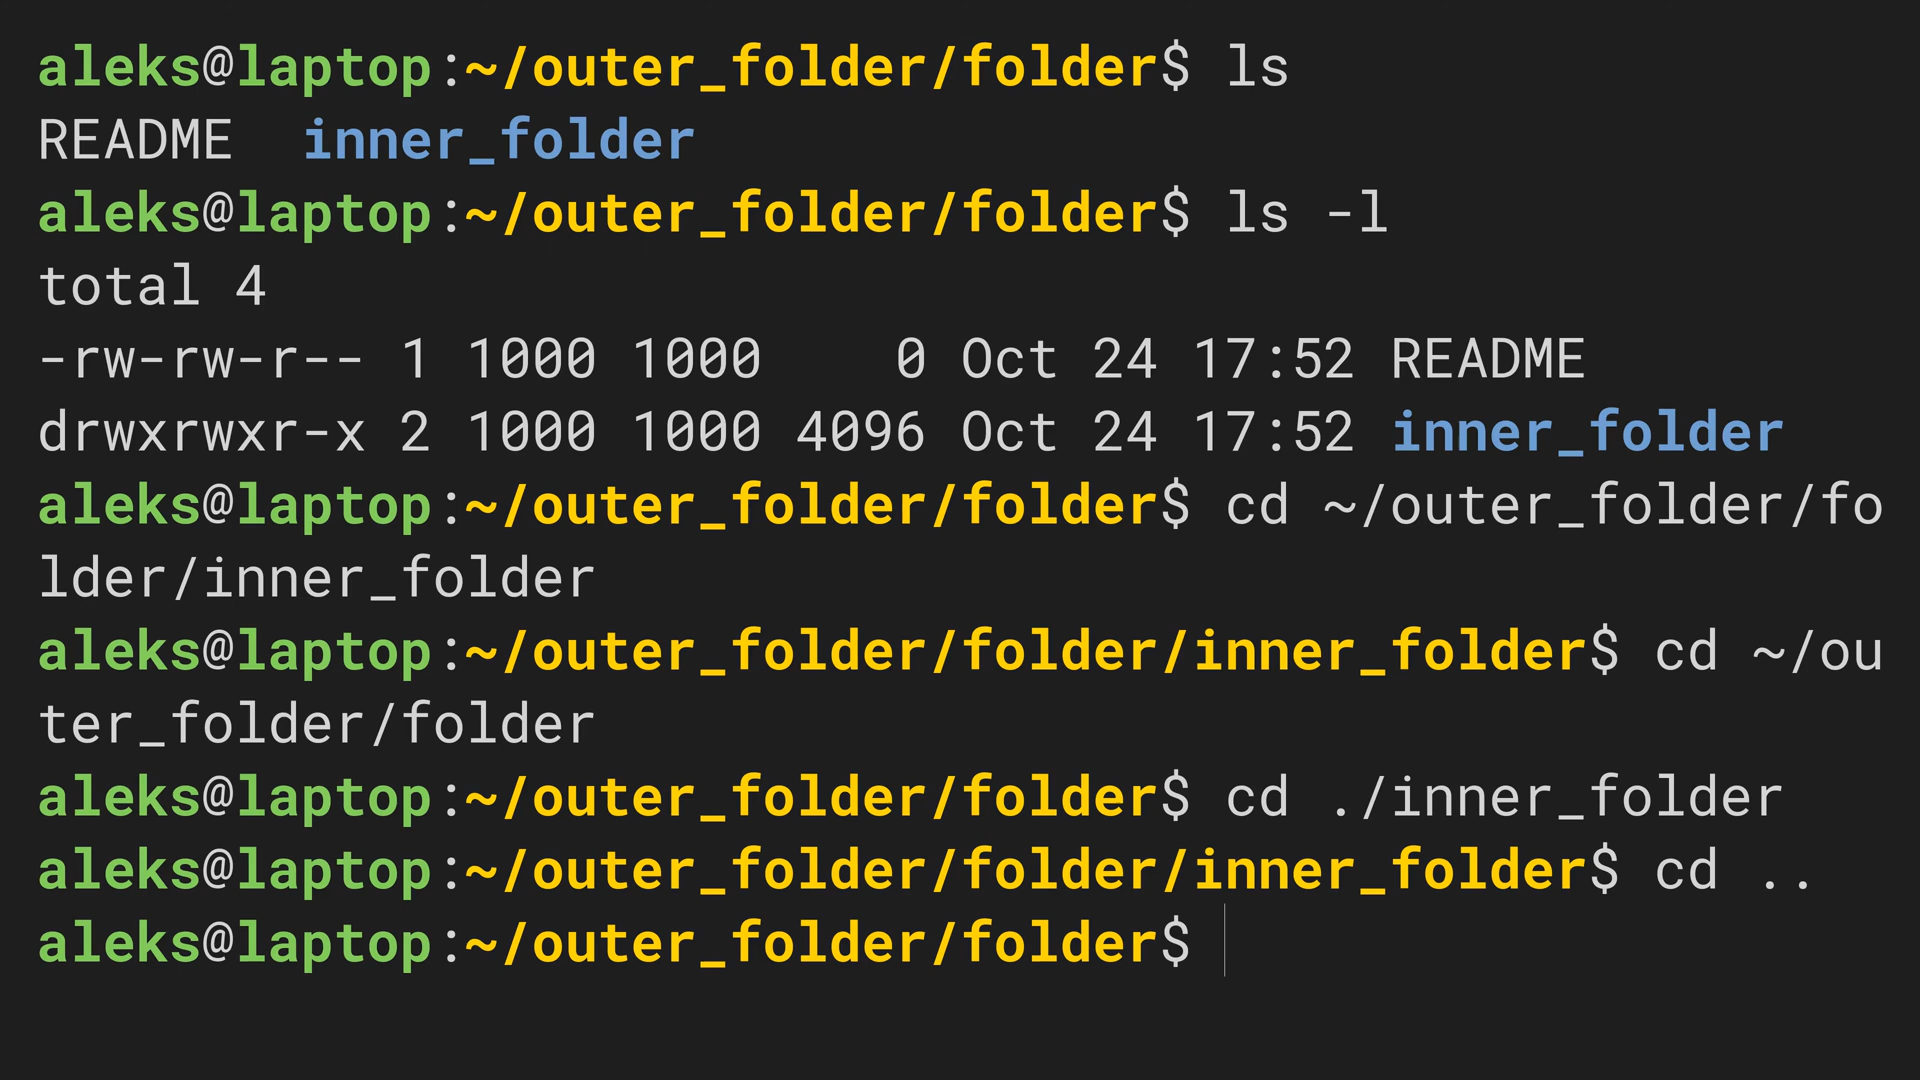 aleks@laptop:~/outer_folder/folder$ ls
README  inner_folder
aleks@laptop:~/outer_folder/folder$ ls -l
total 4
-rw-rw-r-- 1 1000 1000    0 Oct 24 17:52 README
drwxrwxr-x 2 1000 1000 4096 Oct 24 17:52 inner_folder
aleks@laptop:~/outer_folder/folder$ cd ~/outer_folder/fo
lder/inner_folder
aleks@laptop:~/outer_folder/folder/inner_folder$ cd ~/ou
ter_folder/folder
aleks@laptop:~/outer_folder/folder$ cd ./inner_folder
aleks@laptop:~/outer_folder/folder/inner_folder$ cd ..
aleks@laptop:~/outer_folder/folder$